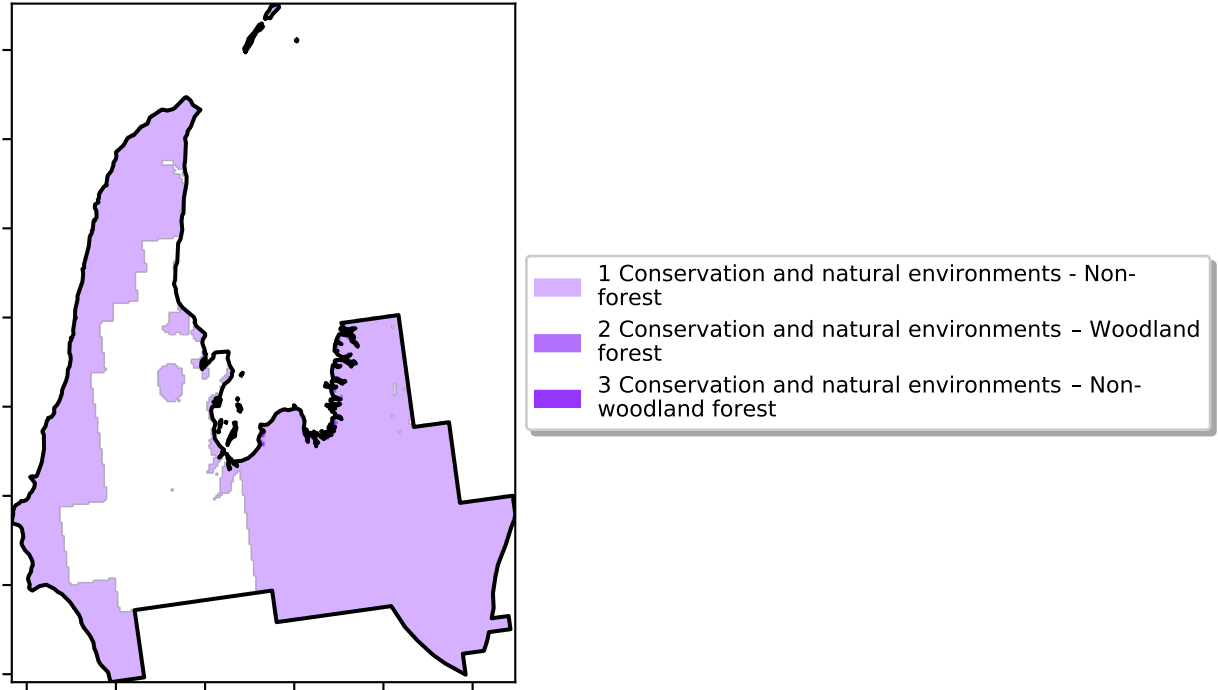 1 Conservation and natural environments - Non-
forest
2 Conservation and natural environments – Woodland
forest
3 Conservation and natural environments – Non-
woodland forest